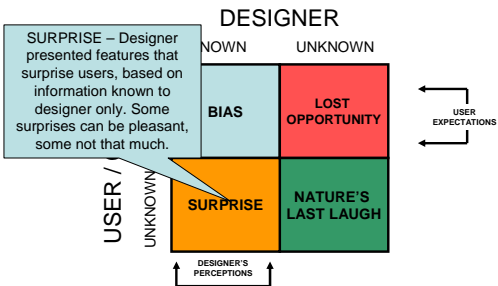 DESIGNER
SURPRISE – Designer
presented features that
surprise users, based on
information known to
designer only. Some
surprises can be pleasant,
some not that much.
NOWN
UNKNOWN
BIAS
LOST
OPPORTUNITY
USER
EXPECTATIONS
USER /
UNKNOWN
SURPRISE
NATURE'S
LAST LAUGH
DESIGNER'S
PERCEPTIONS